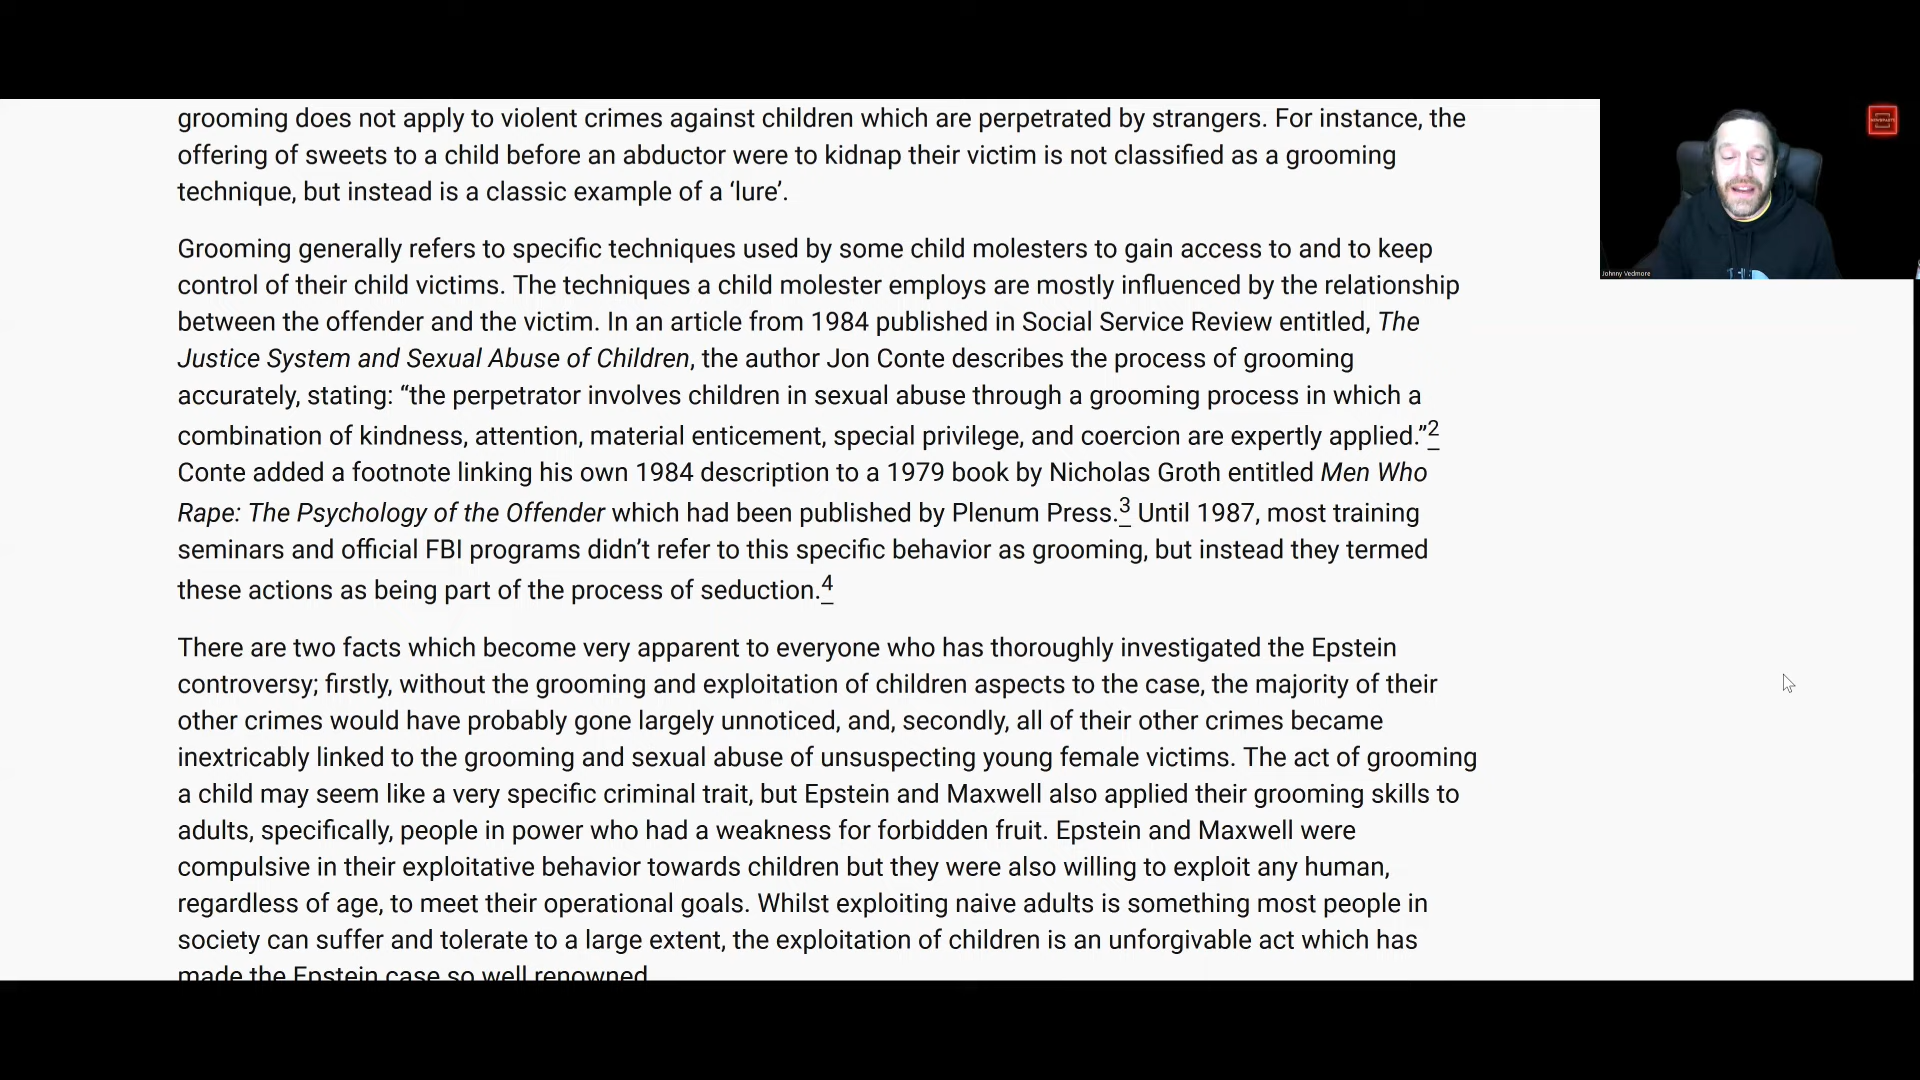 grooming does not apply to violent crimes against children which are perpetrated by strangers. For instance, the
offering of sweets to a child before an abductor were to kidnap their victim is not classified as a grooming
technique, but instead is a classic example of a ‘lure’.
Grooming generally refers to specific techniques used by some child molesters to gain access to and to keep
control of their child victims. The techniques a child molester employs are mostly influenced by the relationship
between the offender and the victim. In an article from 1984 published in Social Service Review entitled, The
Justice System and Sexual Abuse of Children, the author Jon Conte describes the process of grooming
accurately, stating: “the perpetrator involves children in sexual abuse through a grooming process in which a
combination of kindness, attention, material enticement, special privilege, and coercion are expertly applied.”2
Conte added a footnote linking his own 1984 description to a 1979 book by Nicholas Groth entitled Men Who
Rape: The Psychology of the Offender which had been published by Plenum Press.3 Until 1987, most training
seminars and official FBI programs didn’t refer to this specific behavior as grooming, but instead they termed
these actions as being part of the process of seduction.4
There are two facts which become very apparent to everyone who has thoroughly investigated the Epstein
controversy; firstly, without the grooming and exploitation of children aspects to the case, the majority of their
other crimes would have probably gone largely unnoticed, and, secondly, all of their other crimes became
inextricably linked to the grooming and sexual abuse of unsuspecting young female victims. The act of grooming
a child may seem like a very specific criminal trait, but Epstein and Maxwell also applied their grooming skills to
adults, specifically, people in power who had a weakness for forbidden fruit. Epstein and Maxwell were
compulsive in their exploitative behavior towards children but they were also willing to exploit any human,
regardless of age, to meet their operational goals. Whilst exploiting naive adults is something most people in
society can suffer and tolerate to a large extent, the exploitation of children is an unforgivable act which has
made the Epstein case so well renowned.
Johnny Vedmore